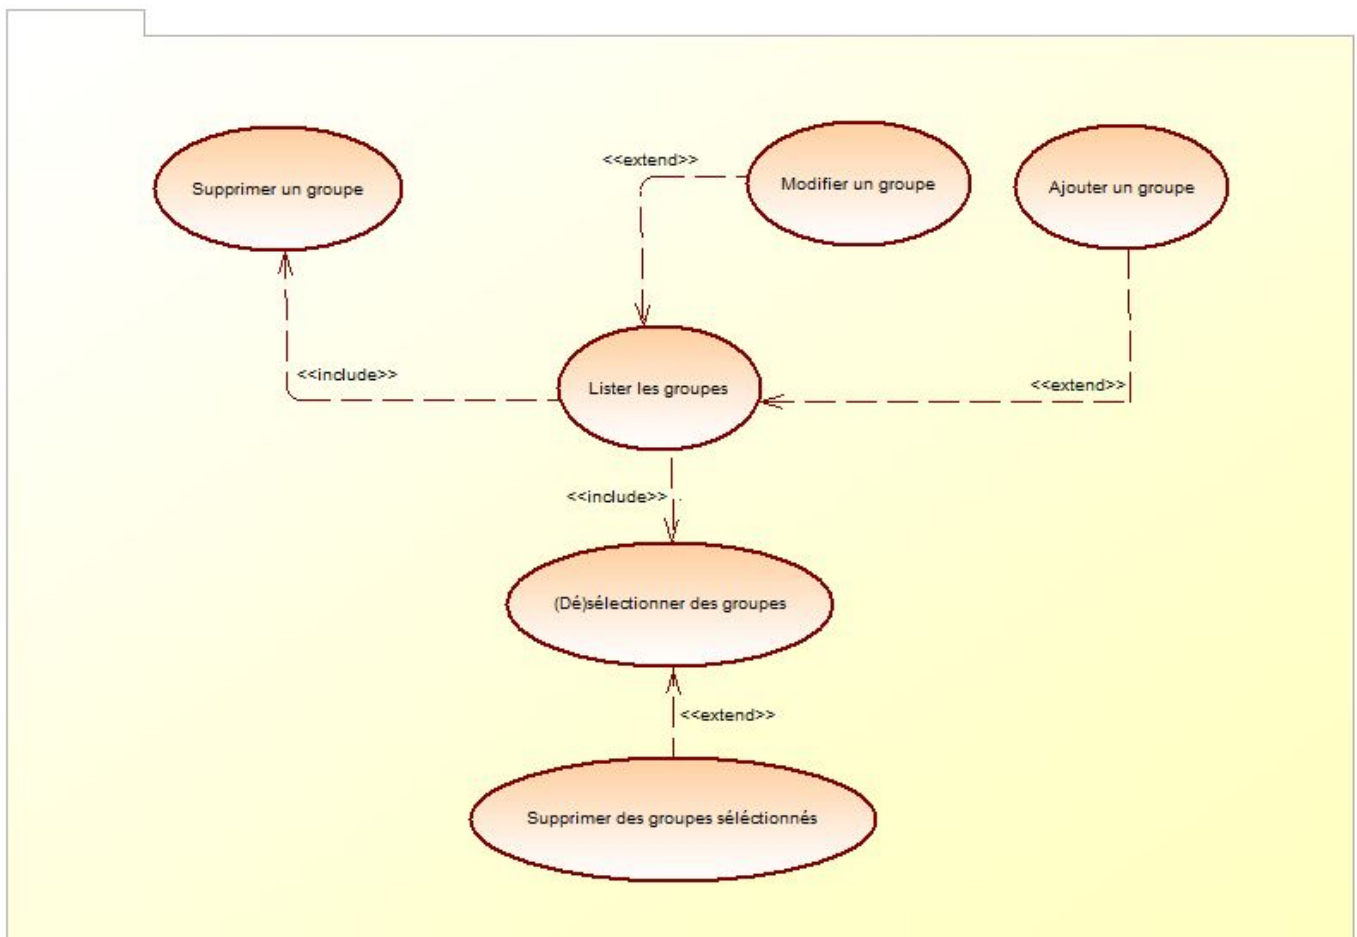 <<extend>>
Modifier un groupe
Ajouter un groupe
Supprimer un groupe
<<include>>
Lister les groupes
<<extend>>
<<include>>
(Dé)sélectionner des groupes
<<extend>>
Supprimer des groupes séléctionnés